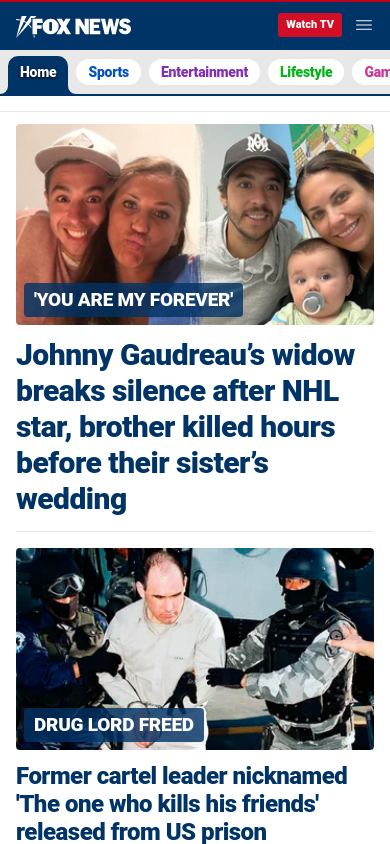 FOX NEWS
Watch TV
Home
Sports
Entertainment
Lifestyle
Gam
'YOU ARE MY FOREVER'
Johnny Gaudreau’s widow
breaks silence after NHL
star, brother killed hours
before their sister’s
wedding
DRUG LORD FREED
Former cartel leader nicknamed
'The one who kills his friends'
released from US prison